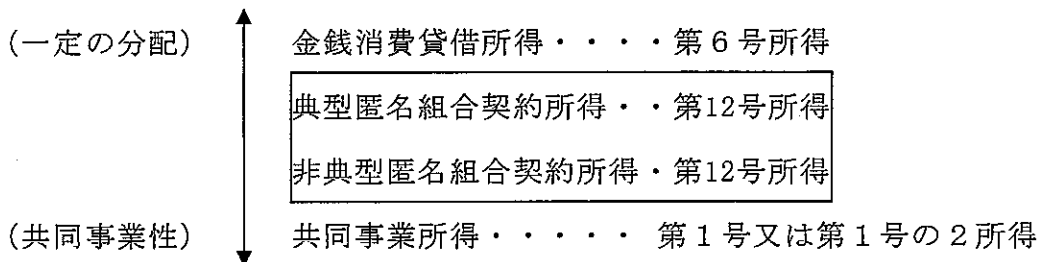 (一定の分配) 金銭消費貸借所得・・・・第6号所得
典型匿名組合契約所得・・第12号所得
非典型匿名組合契約所得・第12号所得
(共同事業性) 共同事業所得・・・・・ 第1号又は第1号の2所得